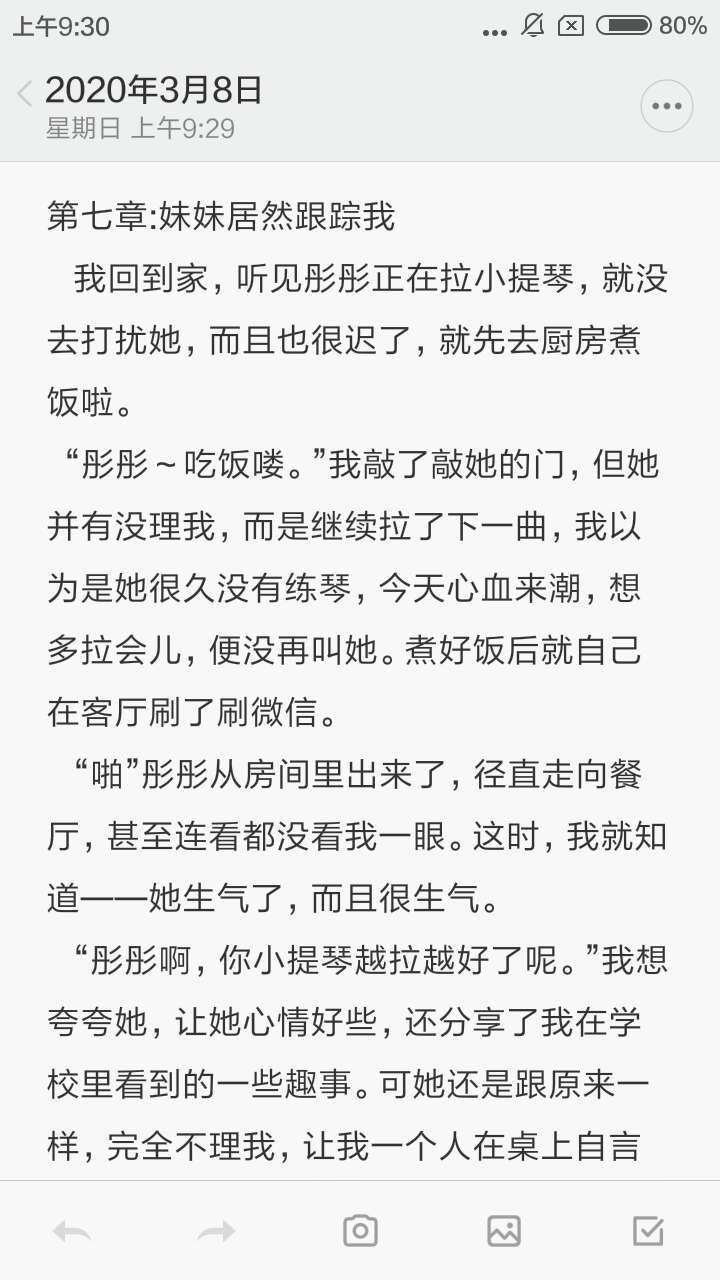 上午9:30
... 80%
2020年3月8日
星期日 上午9:29
第七章:妹妹居然跟踪我
我回到家，听见彤彤正在拉小提琴，就没
去打扰她，而且也很迟了，就先去厨房煮
饭啦。
“彤彤～吃饭喽。”我敲了敲她的门，但她
并有没理我，而是继续拉了下一曲，我以
为是她很久没有练琴，今天心血来潮，想
多拉会儿，便没再叫她。煮好饭后就自己
在客厅刷了刷微信。
“啪”彤彤从房间里出来了，径直走向餐
厅，甚至连看都没看我一眼。这时，我就知
道——她生气了，而且很生气。
“彤彤啊，你小提琴越拉越好了呢。”我想
夸夸她，让她心情好些，还分享了我在学
校里看到的一些趣事。可她还是跟原来一
样，完全不理我，让我一个人在桌上自言